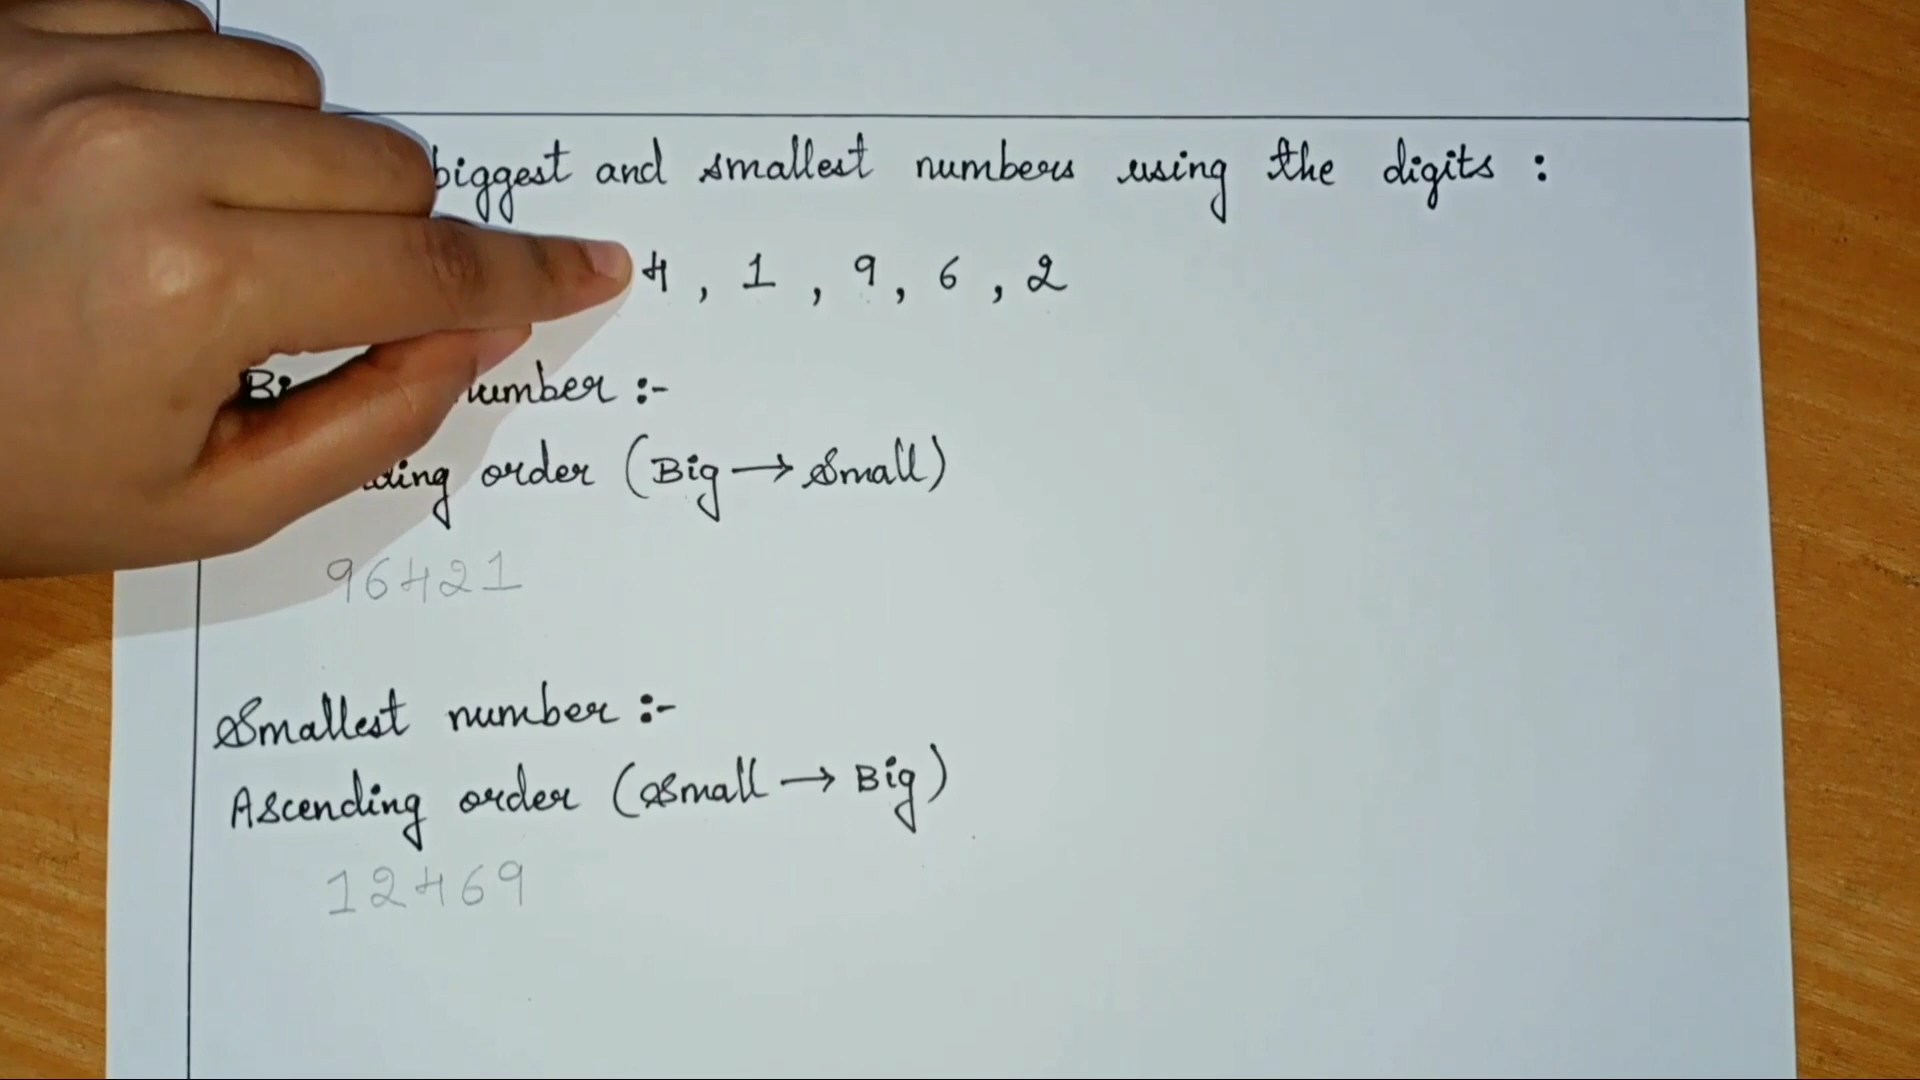 biggest and smallest numbers using the digits :
4 , 1 , 9 , 6 , 2
number :-
order (Big → Small)
96421
Smallest number :-
Ascending order (Small → Big)
12469